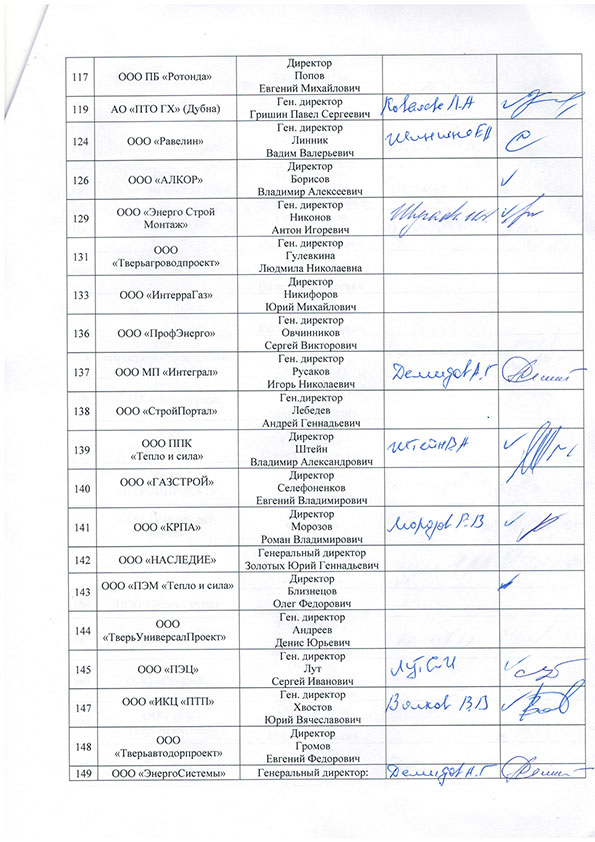 117 ООО ПБ «Ротонда» Директор
Попов
Евгений Михайлович
119 АО «ПТО ГХ» (Дубна) Ген. директор
Гришин Павел Сергеевич
124 ООО «Равелин» Ген. директор
Линник
Вадим Валерьевич
126 ООО «АЛКОР» Директор
Борисов
Владимир Алексеевич
129 ООО «Энерго Строй
Монтаж» Ген. директор
Никонов
Антон Игоревич
131 ООО
«Тверьагроводпроект» Ген. директор
Гулевкина
Людмила Николаевна
133 ООО «ИнтерраГаз» Директор
Никифоров
Юрий Михайлович
136 ООО «ПрофЭнерго» Ген. директор
Овчинников
Сергей Викторович
137 ООО МП «Интеграл» Ген. директор
Русаков
Игорь Николаевич
Демидов А.Г
138 ООО «СтройПортал» Ген.директор
Лебедев
Андрей Геннадьевич
139 ООО ППК
«Тепло и сила» Директор
Штейн
Владимир Александрович
Штейн В.А
140 ООО «ГАЗСТРОЙ» Директор
Селефоненков
Евгений Владимирович
141 ООО «КРПА» Директор
Морозов
Роман Владимирович
Морозов Р.В
142 ООО «НАСЛЕДИЕ» Генеральный директор
Золотых Юрий Геннадьевич
143 ООО «ПЭМ «Тепло и сила» Директор
Близнецов
Олег Федорович
144 ООО
«ТверьУниверсалПроект» Ген. директор
Андреев
Денис Юрьевич
145 ООО «ПЭЦ» Ген. директор
Лут
Сергей Иванович
Лут С.И
147 ООО «ИКЦ «ПТП» Ген. директор
Хвостов
Юрий Вячеславович
Волков В.В
148 ООО
«Тверьавтодорпроект» Директор
Громов
Евгений Федорович
149 ООО «ЭнергоСистемы» Генеральный директор:
Демидов А.Г